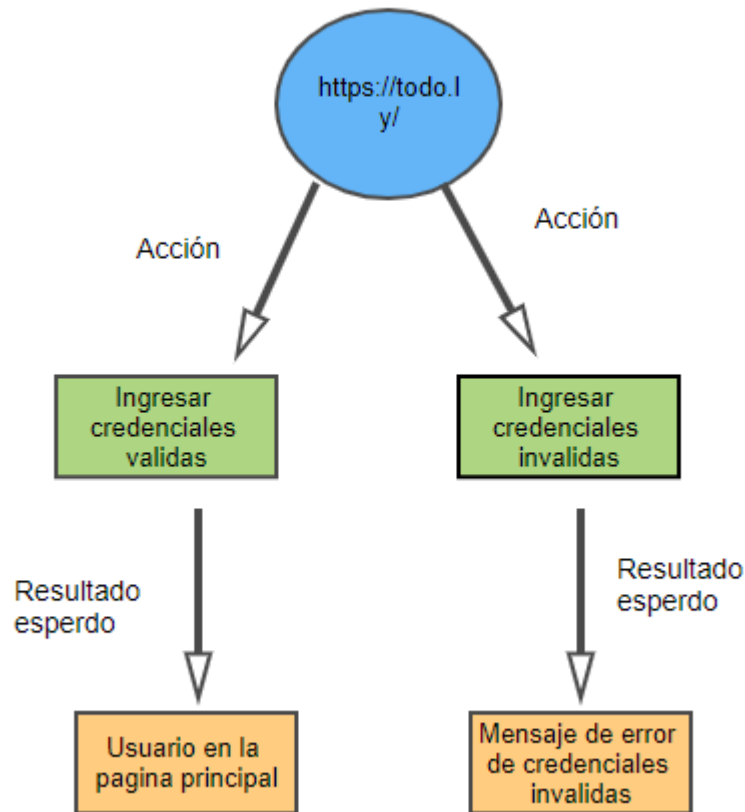 https://todo.l
y/
Acción
Acción
Ingresar
credenciales
validas
Ingresar
credenciales
invalidas
Resultado
esperdo
Resultado
esperdo
Usuario en la
pagina principal
Mensaje de error
de credenciales
invalidas